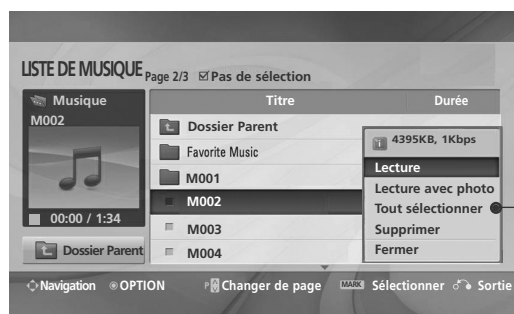 LISTE DE MUSIQUE Page 2/3 ☑ Pas de sélection
Musique
M002
00:00 / 1:34
Dossier Parent
Titre Durée
Dossier Parent
Favorite Music
M001
M002
M003
M004
4395KB, 1Kbps
Lecture
Lecture avec photo
Tout sélectionner
Supprimer
Fermer
Navigation OPTION P Changer de page MARK Sélectionner Sortie